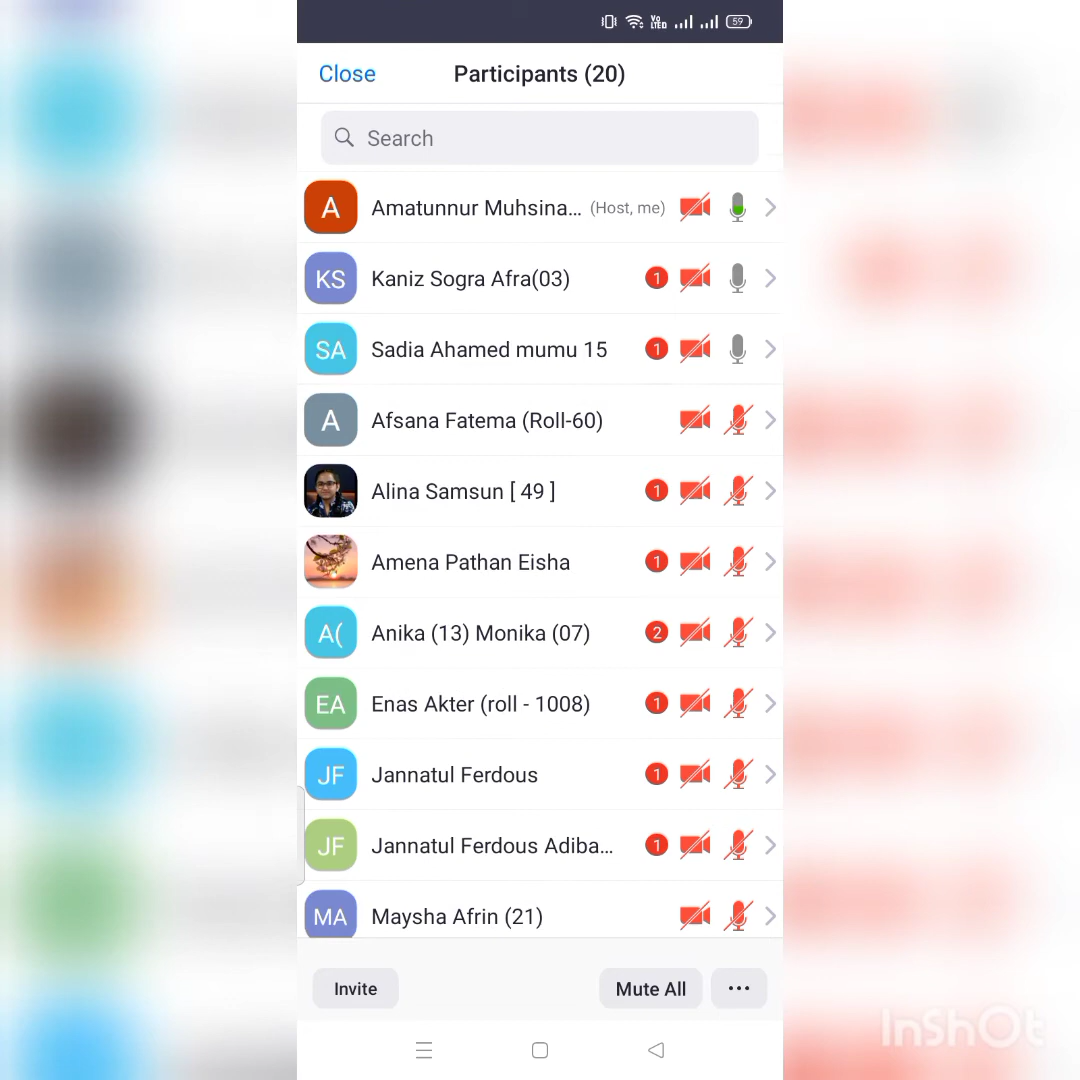 Vo
LTED
59
Close
Participants (20)
Search
A
Amatunnur Muhsina... (Host, me)
KS
Kaniz Sogra Afra(03)
1
SA
Sadia Ahamed mumu 15
1
A
Afsana Fatema (Roll-60)
Alina Samsun [ 49 ]
1
Amena Pathan Eisha
1
A(
Anika (13) Monika (07)
2
EA
Enas Akter (roll - 1008)
1
JF
Jannatul Ferdous
1
JF
Jannatul Ferdous Adiba...
1
MA
Maysha Afrin (21)
Invite
Mute All
InShOt